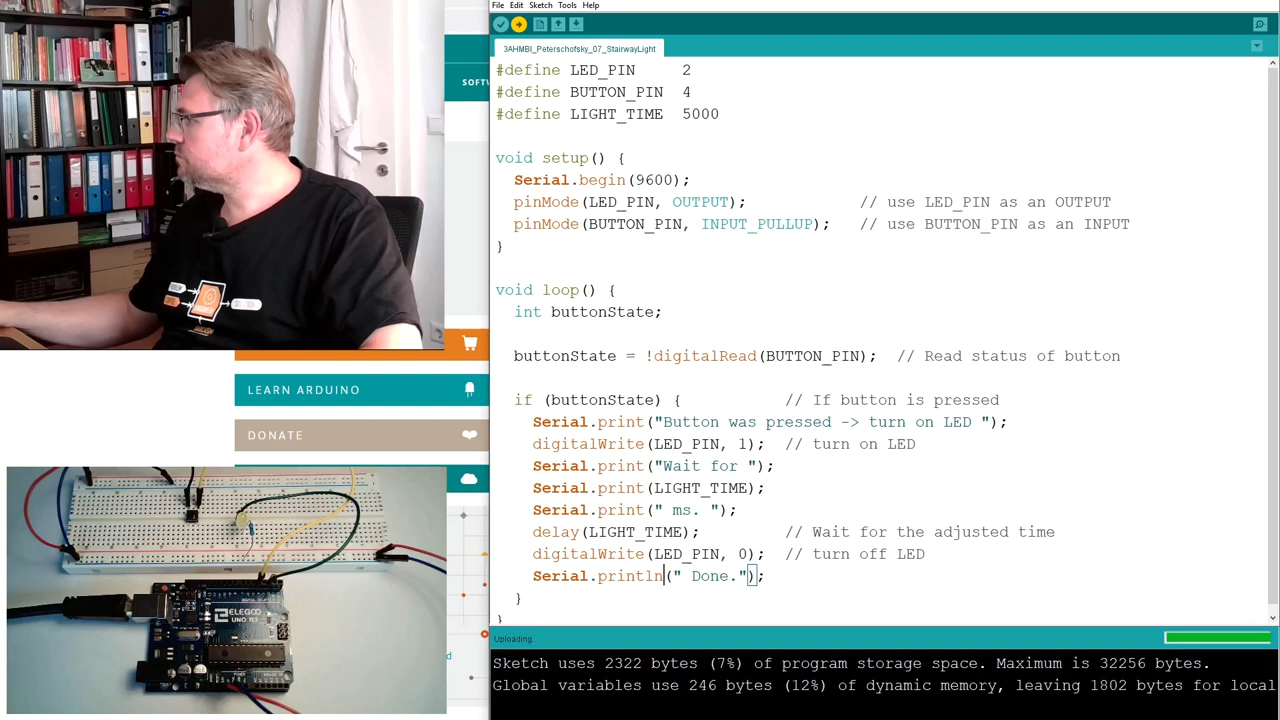 File Edit Sketch Tools Help
3AHMBI_Peterschofsky_07_StairwayLight
#define LED_PIN     2
#define BUTTON_PIN  4
#define LIGHT_TIME  5000
void setup() {
  Serial.begin(9600);
  pinMode(LED_PIN, OUTPUT);            // use LED_PIN as an OUTPUT
  pinMode(BUTTON_PIN, INPUT_PULLUP);   // use BUTTON_PIN as an INPUT
}
void loop() {
  int buttonState;
  buttonState = !digitalRead(BUTTON_PIN);  // Read status of button
  if (buttonState) {           // If button is pressed
    Serial.print("Button was pressed -> turn on LED ");
    digitalWrite(LED_PIN, 1);  // turn on LED
    Serial.print("Wait for ");
    Serial.print(LIGHT_TIME);
    Serial.print(" ms. ");
    delay(LIGHT_TIME);         // Wait for the adjusted time
    digitalWrite(LED_PIN, 0);  // turn off LED
    Serial.println(" Done.");
  }
}
Uploading...
Sketch uses 2322 bytes (7%) of program storage space. Maximum is 32256 bytes.
Global variables use 246 bytes (12%) of dynamic memory, leaving 1802 bytes for local
SOFTW
LEARN ARDUINO
DONATE
d
ELEGOO
UNO R3